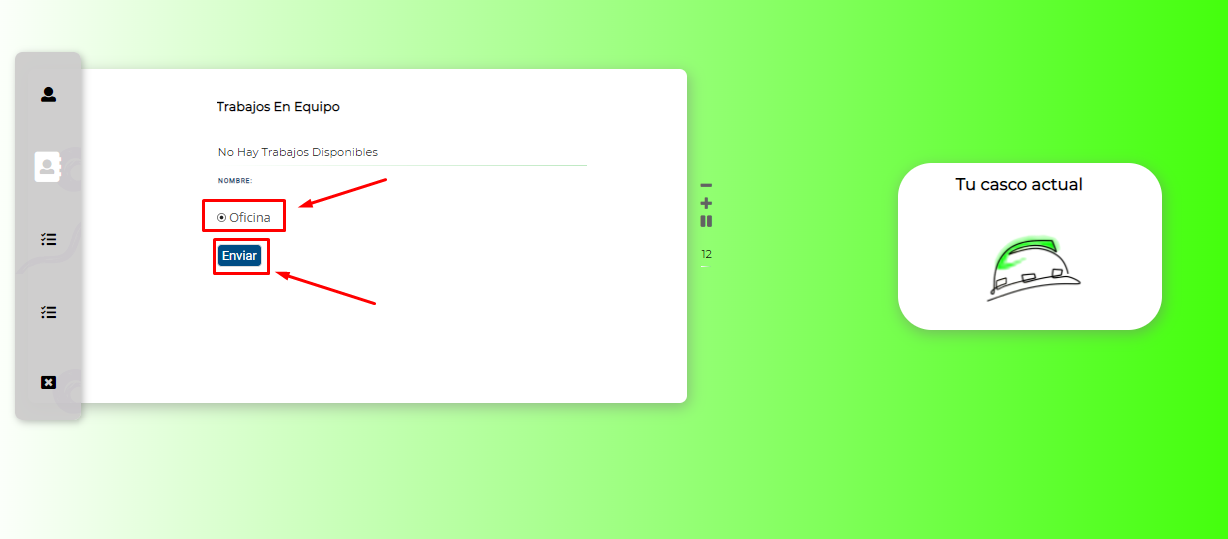 Trabajos En Equipo
No Hay Trabajos Disponibles
NOMBRE:
Oficina
Enviar
12
Tu casco actual